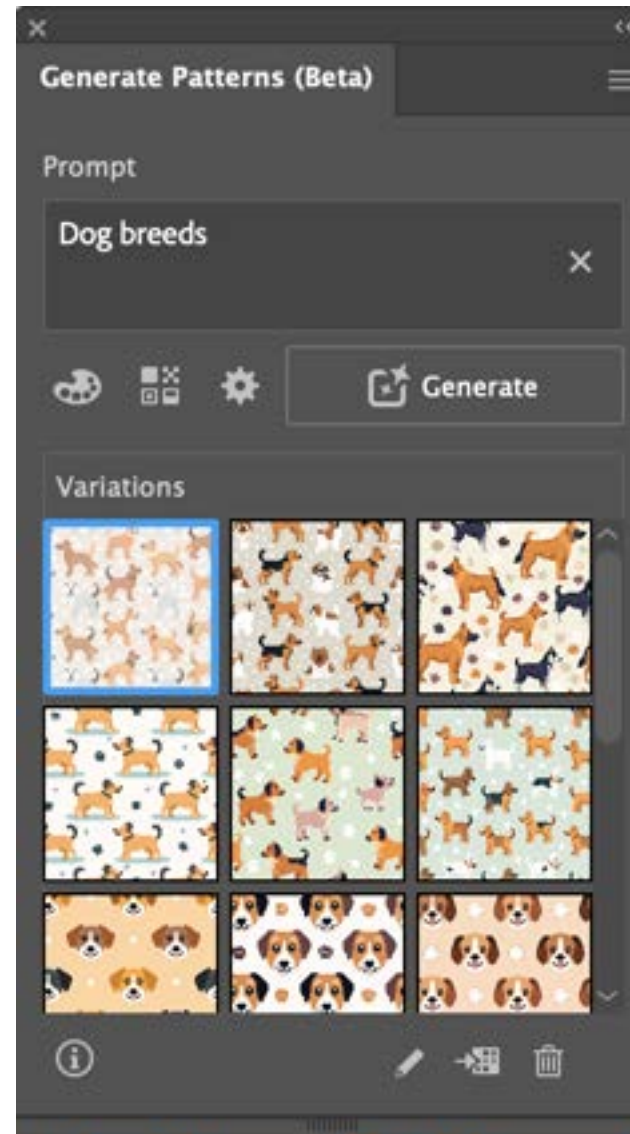 Generate Patterns (Beta)
Prompt
Dog breeds
Generate
Variations